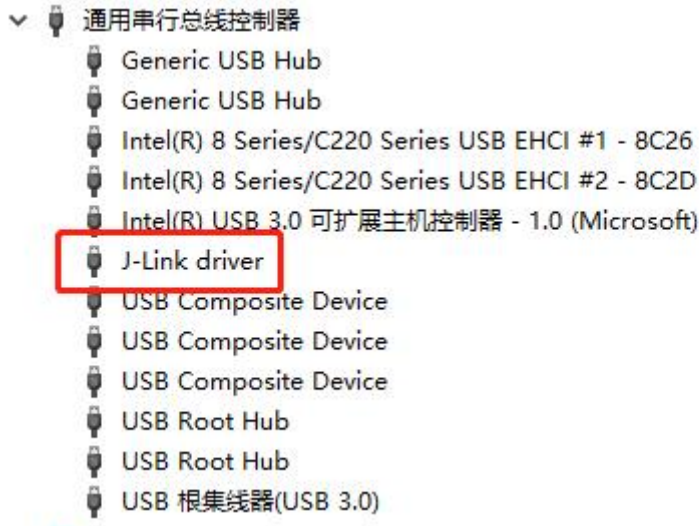 通用串行总线控制器
Generic USB Hub
Generic USB Hub
Intel(R) 8 Series/C220 Series USB EHCI #1 - 8C26
Intel(R) 8 Series/C220 Series USB EHCI #2 - 8C2D
Intel(R) USB 3.0 可扩展主机控制器 - 1.0 (Microsoft)
J-Link driver
USB Composite Device
USB Composite Device
USB Composite Device
USB Root Hub
USB Root Hub
USB 根集线器(USB 3.0)